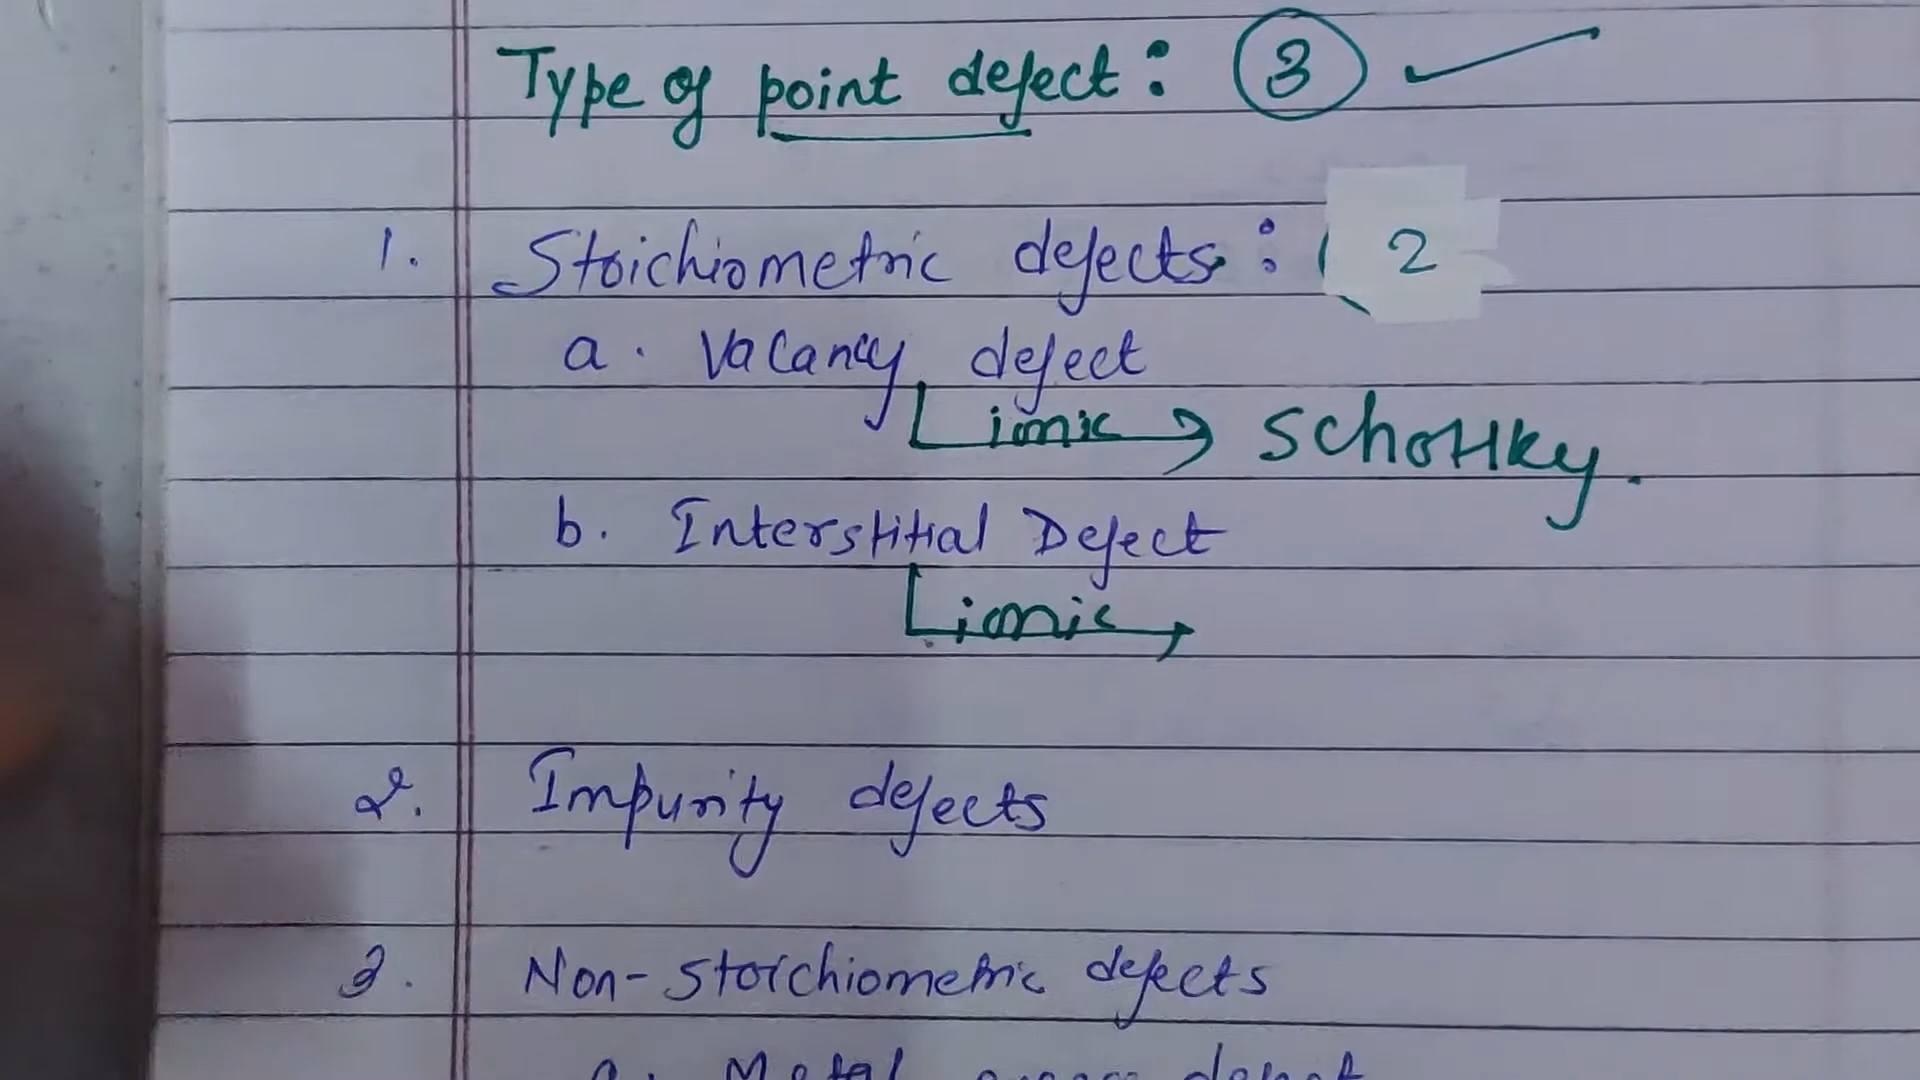 Type of point defect : 3
1. Stoichiometric defects : ( 2
a. Vacancy defect
ionic → Schottky.
b. Interstitial Defect
ionic →
2. Impurity defects
3. Non-stoichiometric defects
a. Metal